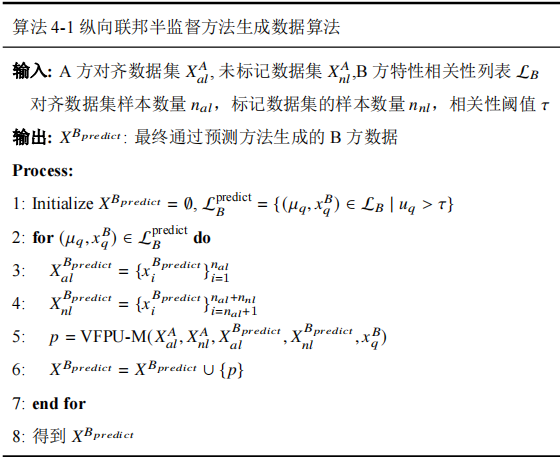 算法 4-1 纵向联邦半监督方法生成数据算法
输入: A 方对齐数据集 $X_{al}^{A}$, 未标记数据集 $X_{nl}^{A}$,B 方特性相关性列表 $\mathcal{L}_B$
对齐数据集样本数量 $n_{al}$，标记数据集的样本数量 $n_{nl}$，相关性阈值 $\tau$
输出: $X^{B_{predict}}$: 最终通过预测方法生成的 B 方数据
Process:
1: Initialize $X^{B_{predict}} = \emptyset$, $\mathcal{L}_B^{\text{predict}} = \{(\mu_q, x_q^B) \in \mathcal{L}_B \mid u_q > \tau\}$
2: for $(\mu_q, x_q^B) \in \mathcal{L}_B^{\text{predict}}$ do
3: $X_{al}^{B_{predict}} = \{x_i^{B_{predict}}\}_{i=1}^{n_{al}}$
4: $X_{nl}^{B_{predict}} = \{x_i^{B_{predict}}\}_{i=n_{al}+1}^{n_{al}+n_{nl}}$
5: $p = \text{VFPU-M}(X_{al}^{A}, X_{nl}^{A}, X_{al}^{B_{predict}}, X_{nl}^{B_{predict}}, x_q^B)$
6: $X^{B_{predict}} = X^{B_{predict}} \cup \{p\}$
7: end for
8: 得到 $X^{B_{predict}}$